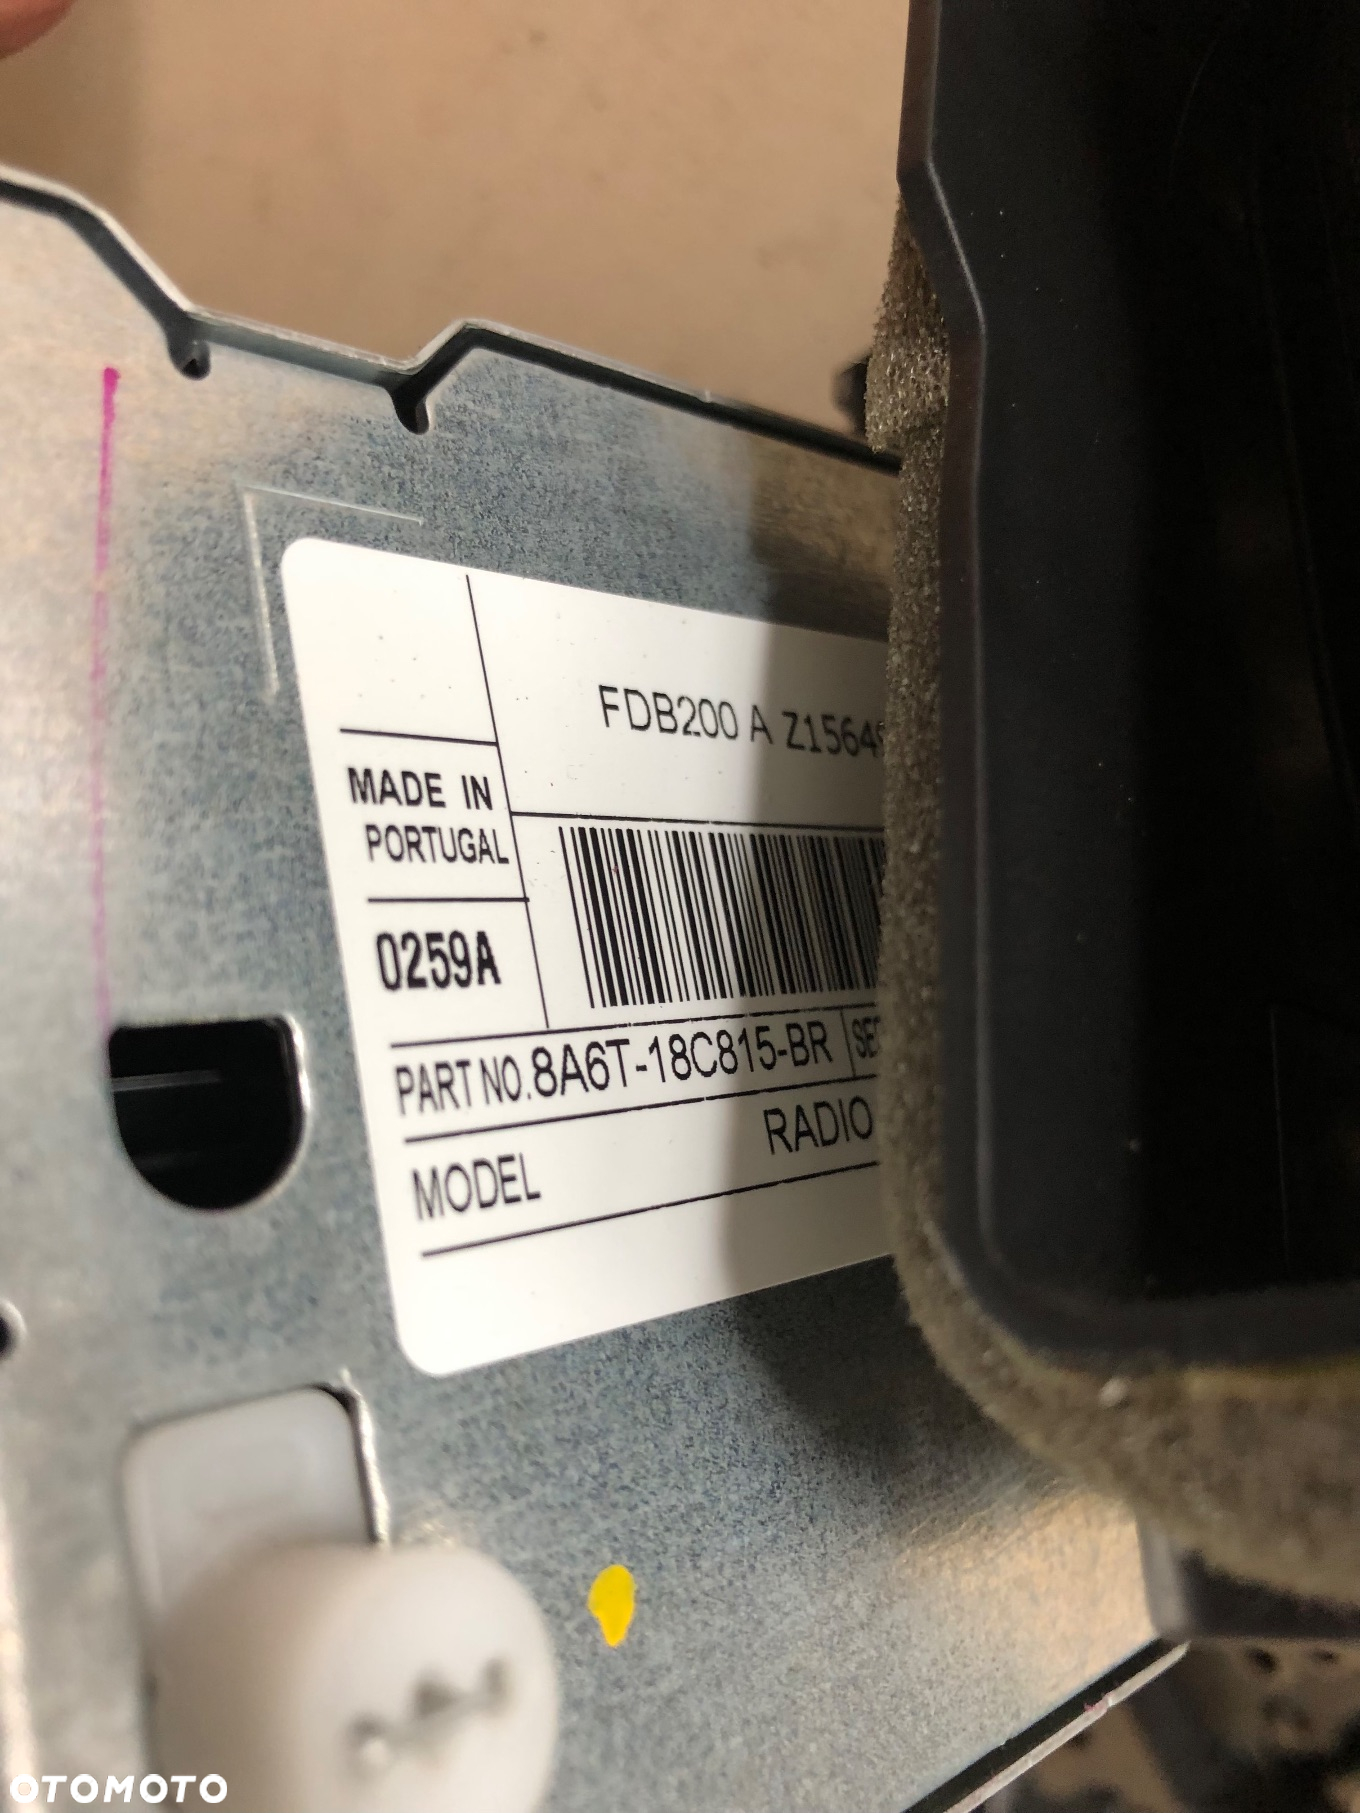 FDB200 A Z1564
MADE IN
PORTUGAL
0259A
PART NO. 8A6T-18C815-BR
MODEL RADIO
OTOMOTO